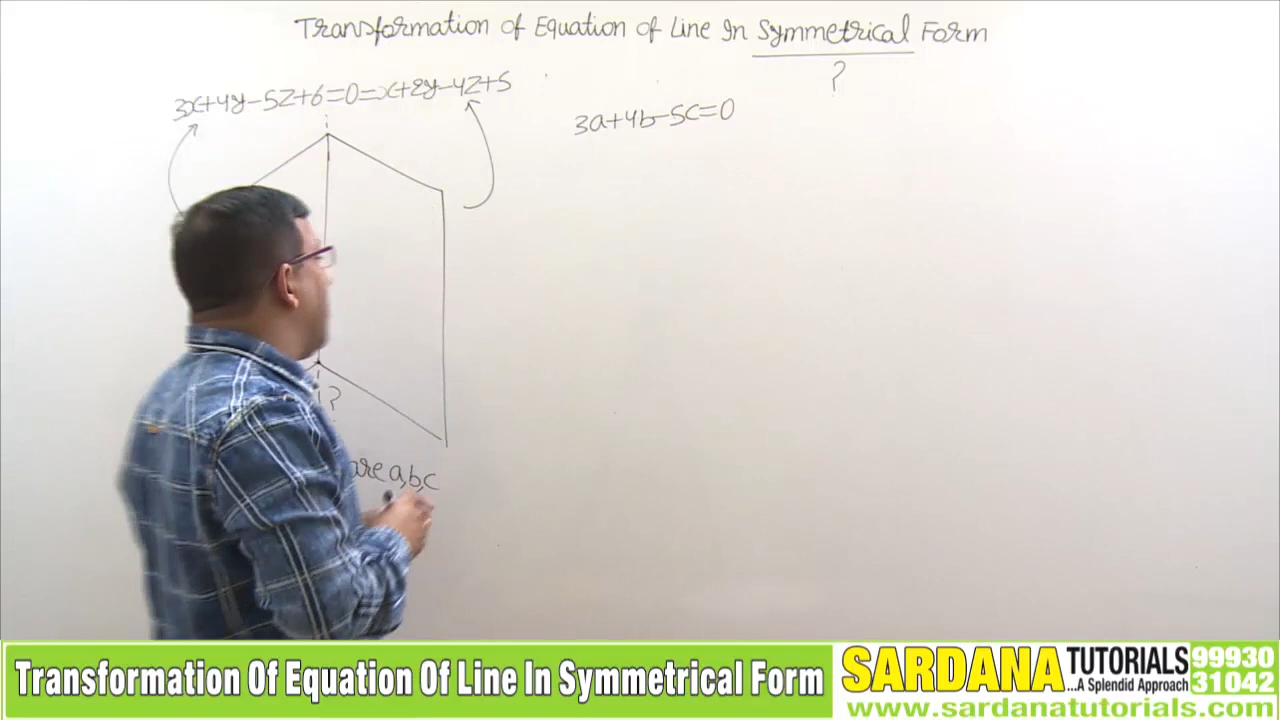 Transformation of Equation of Line In Symmetrical Form
?
3x+4y-5z+6=0=x+2y-4z+5
3a+4b-5c=0
?
are a,b,c
Transformation Of Equation Of Line In Symmetrical Form
SARDANA TUTORIALS
...A Splendid Approach
99930
31042
www.sardanatutorials.com